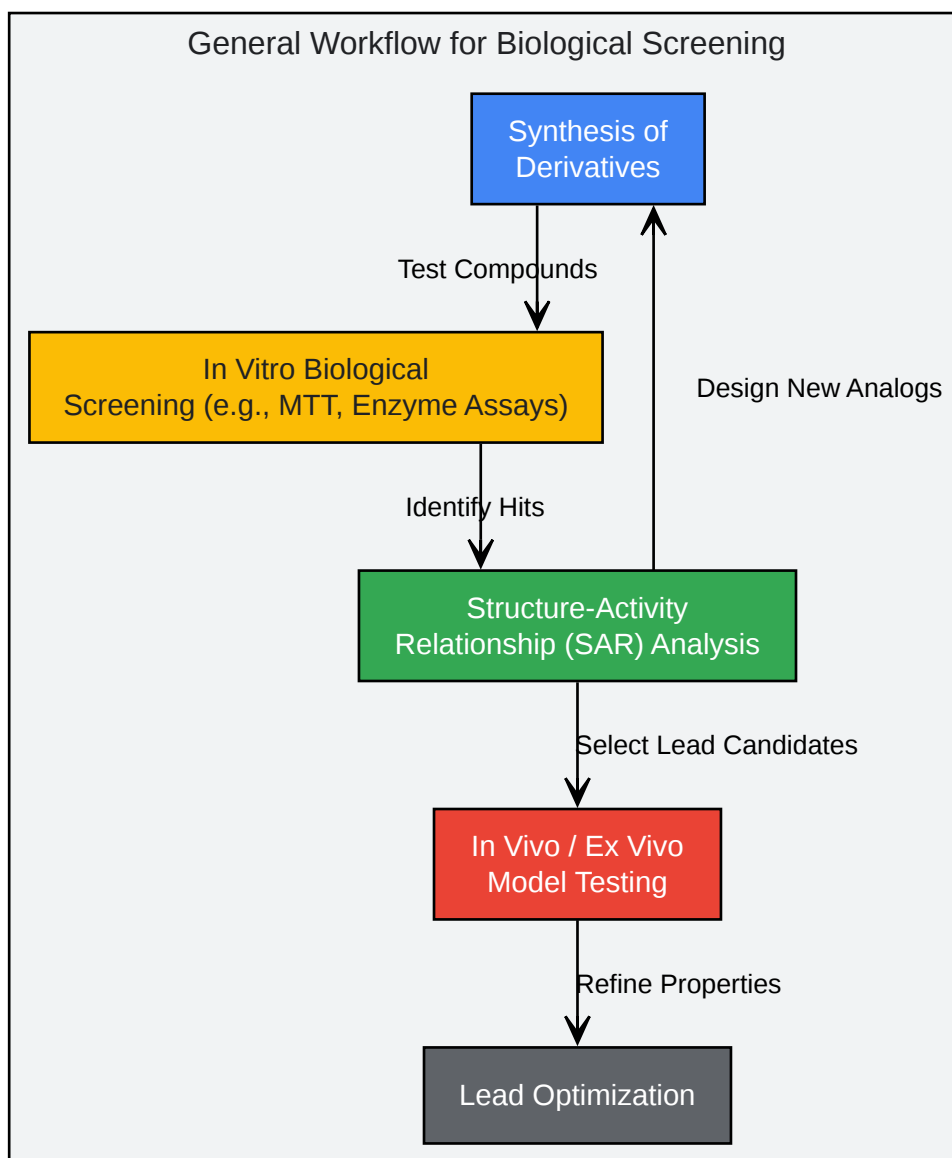 General Workflow for Biological Screening
Synthesis of
Derivatives
Test Compounds
In Vitro Biological
Screening (e.g., MTT, Enzyme Assays)
Design New Analogs
Identify Hits
Structure-Activity
Relationship (SAR) Analysis
Select Lead Candidates
In Vivo / Ex Vivo
Model Testing
Refine Properties
Lead Optimization